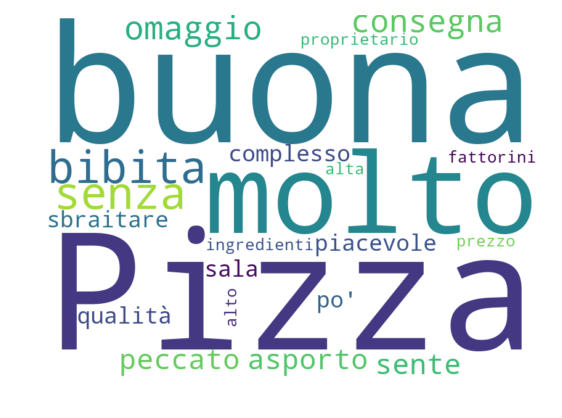 omaggio consegna
proprietario
buona
bibita complesso fattorini
alta
senza molto
sbraitare
ingredienti piacevole prezzo
sala
Pizza
qualità alto po'
peccato asporto sente